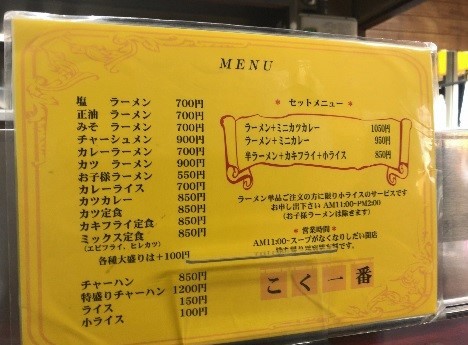 MENU
塩 ラーメン 700円
正油 ラーメン 700円
みそ ラーメン 700円
チャーシュメン 900円
カレーラーメン 700円
カツ ラーメン 900円
お子様ラーメン 550円
カレーライス 700円
カツカレー 850円
カツ定食 850円
カキフライ定食 850円
ミックス定食 850円
(エビフライ、ヒレカツ)
各種大盛りは+100円
チャーハン 850円
特盛りチャーハン 1200円
ライス 150円
小ライス 100円
* セットメニュー *
ラーメン+ミニカツカレー 1050円
ラーメン+ミニカレー 950円
半ラーメン+カキフライ+小ライス 850円
ラーメン単品ご注文の方に限り小ライスのサービスです
お申し出下さい AM11:00~PM2:00
(お子様ラーメンは除きます)
* 営業時間 *
AM11:00~スープがなくなりしだい閉店
こく一番